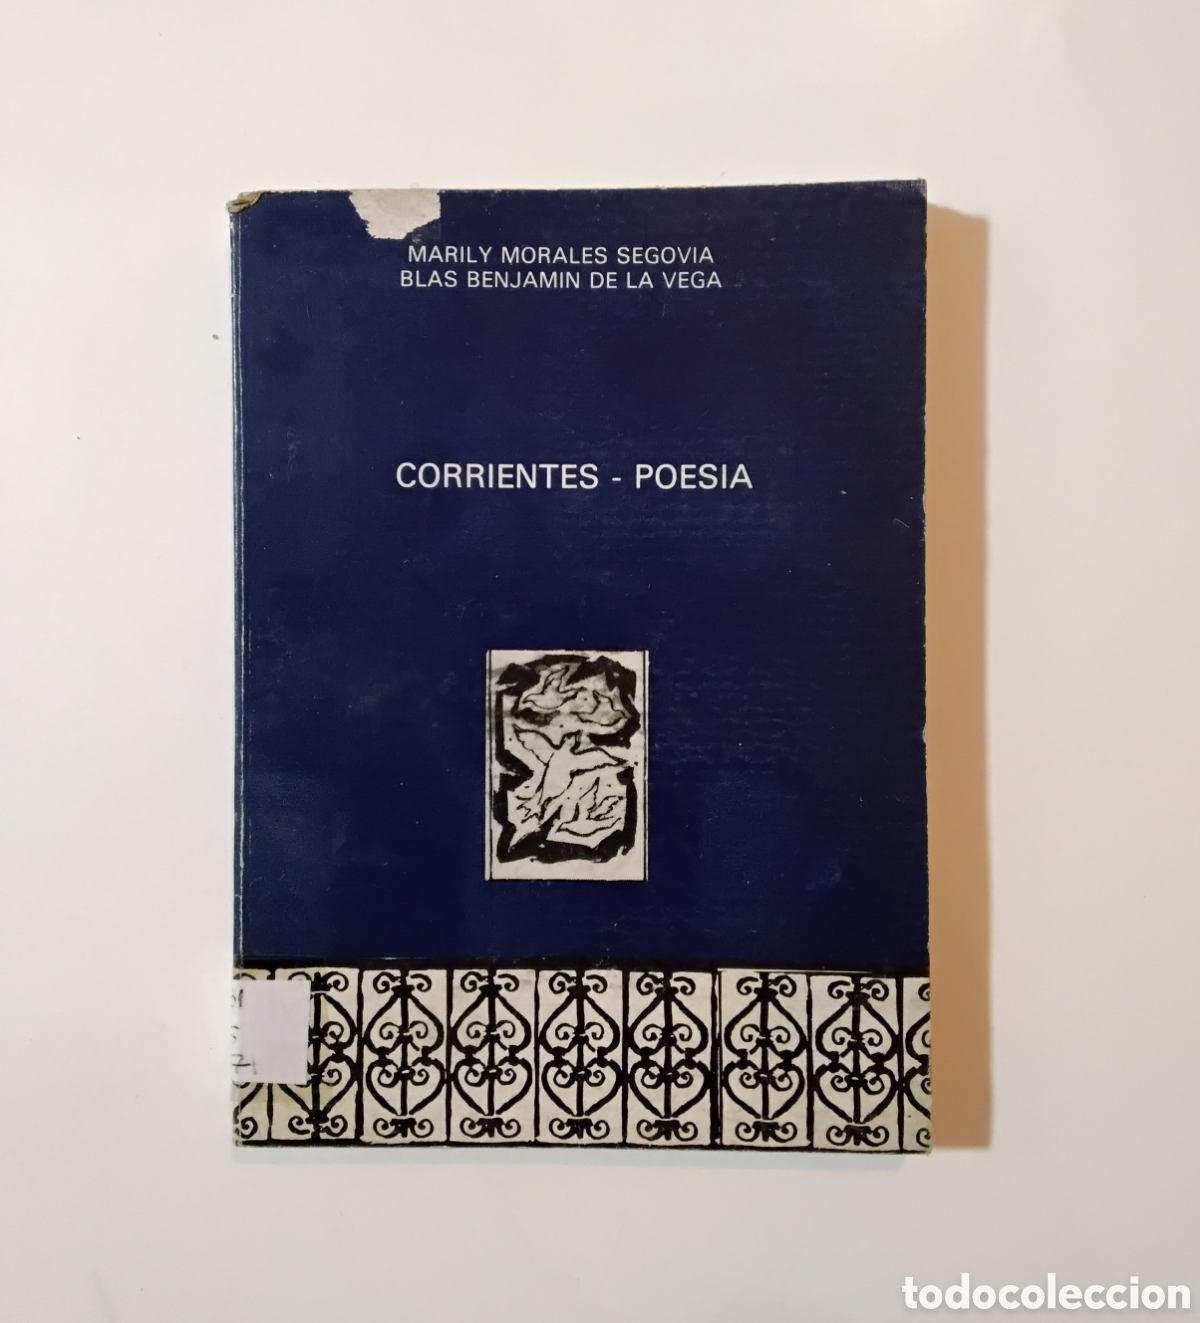 MARILY MORALES SEGOVIA
BLAS BENJAMIN DE LA VEGA
CORRIENTES - POESIA
todocoleccion